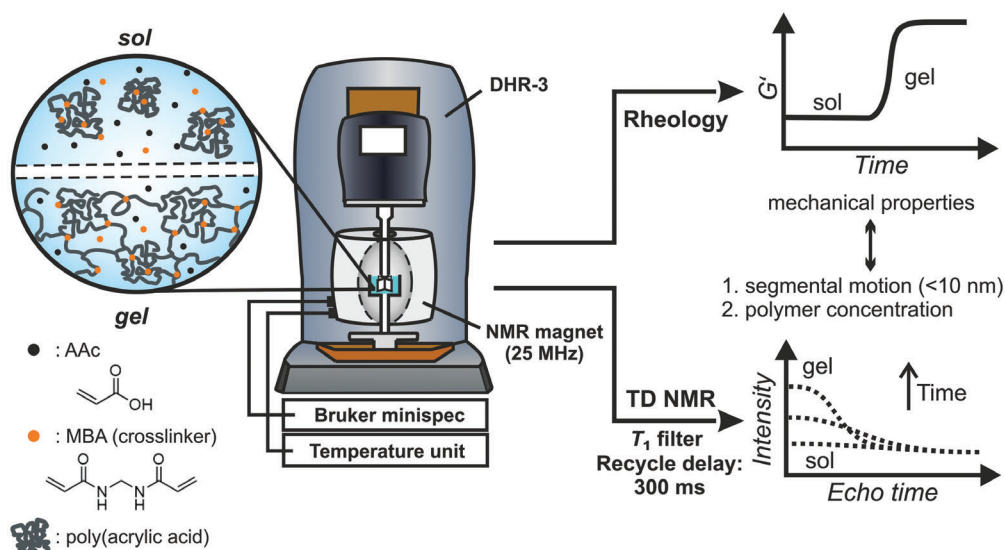 sol
gel
: AAc
O
OH
: MBA (crosslinker)
O
O
N
H
N
H
: poly(acrylic acid)
DHR-3
NMR magnet
(25 MHz)
Bruker minispec
Temperature unit
Rheology
G'
sol
gel
Time
mechanical properties
1. segmental motion (<10 nm)
2. polymer concentration
TD NMR
T1 filter
Recycle delay:
300 ms
Intensity
gel
Time
sol
Echo time